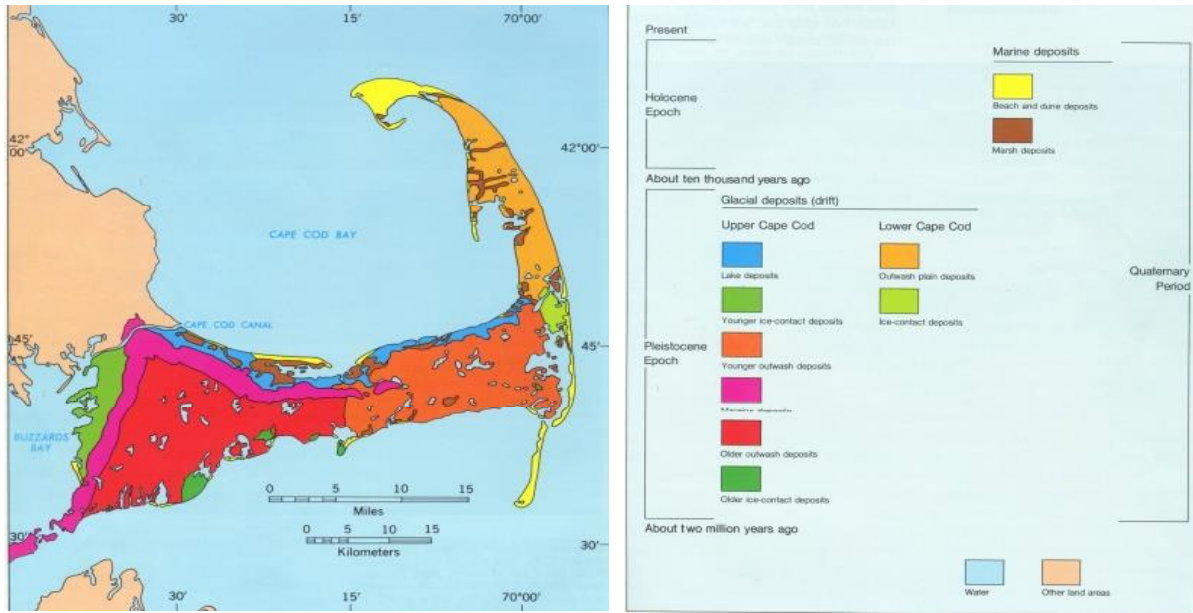 30' 15' 70°00'
42°
00' 42°00'
CAPE COD BAY
CAPE COD CANAL
45' 45'
BUZZARDS
BAY
0 5 10 15
Miles
0 5 10 15
Kilometers
30' 30'
30' 15' 70°00'
Present
Marine deposits
Holocene
Epoch
Beach and dune deposits
Marsh deposits
About ten thousand years ago
Glacial deposits (drift)
Upper Cape Cod Lower Cape Cod
Lake deposits Outwash plain deposits
Quaternary
Period
Younger ice-contact deposits Ice-contact deposits
Pleistocene
Epoch
Younger outwash deposits
deposits
Older outwash deposits
Older ice-contact deposits
About two million years ago
Water Other land areas